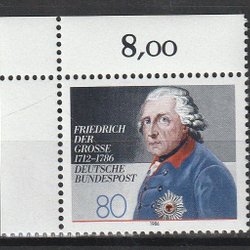 8,00
FRIEDRICH
DER
GROSSE
1712–1786
DEUTSCHE
BUNDESPOST
80
1986